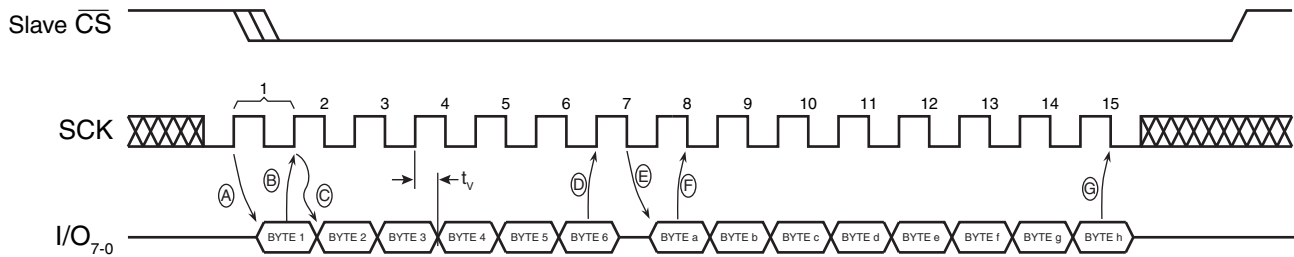 Slave CS
1 2 3 4 5 6 7 8 9 10 11 12 13 14 15
SCK
A B C tv D E F G
I/O7-0
BYTE 1 BYTE 2 BYTE 3 BYTE 4 BYTE 5 BYTE 6 BYTE a BYTE b BYTE c BYTE d BYTE e BYTE f BYTE g BYTE h